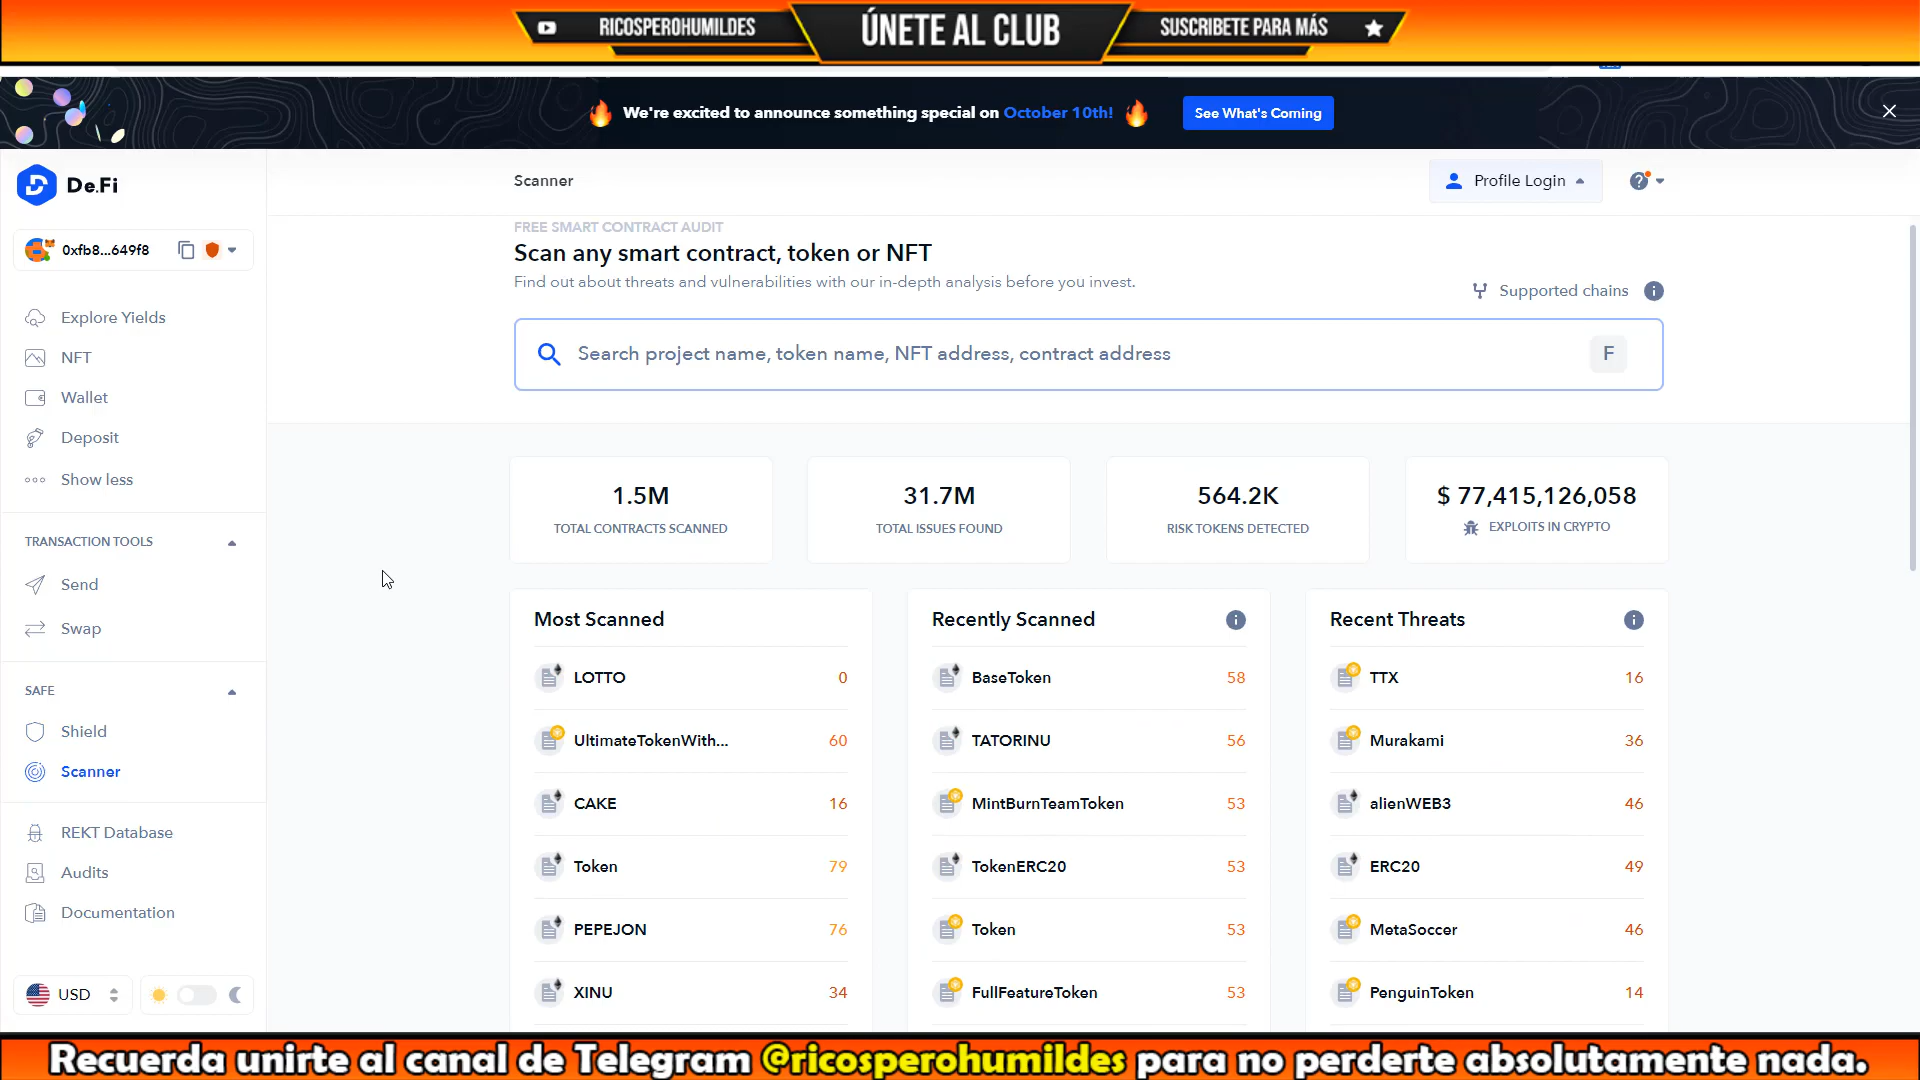 RICOSPEROHUMILDES
ÚNETE AL CLUB
SUSCRIBETE PARA MÁS
We're excited to announce something special on October 10th!
See What's Coming
De.Fi
Scanner
Profile Login
0xfb8...649f8
FREE SMART CONTRACT AUDIT
Scan any smart contract, token or NFT
Find out about threats and vulnerabilities with our in-depth analysis before you invest.
Supported chains
Search project name, token name, NFT address, contract address
F
Explore Yields
NFT
Wallet
Deposit
Show less
TRANSACTION TOOLS
Send
Swap
SAFE
Shield
Scanner
REKT Database
Audits
Documentation
USD
1.5M
TOTAL CONTRACTS SCANNED
31.7M
TOTAL ISSUES FOUND
564.2K
RISK TOKENS DETECTED
$ 77,415,126,058
EXPLOITS IN CRYPTO
Most Scanned
LOTTO 0
UltimateTokenWith... 60
CAKE 16
Token 79
PEPEJON 76
XINU 34
Recently Scanned
BaseToken 58
TATORINU 56
MintBurnTeamToken 53
TokenERC20 53
Token 53
FullFeatureToken 53
Recent Threats
TTX 16
Murakami 36
alienWEB3 46
ERC20 49
MetaSoccer 46
PenguinToken 14
Recuerda unirte al canal de Telegram @ricosperohumildes para no perderte absolutamente nada.